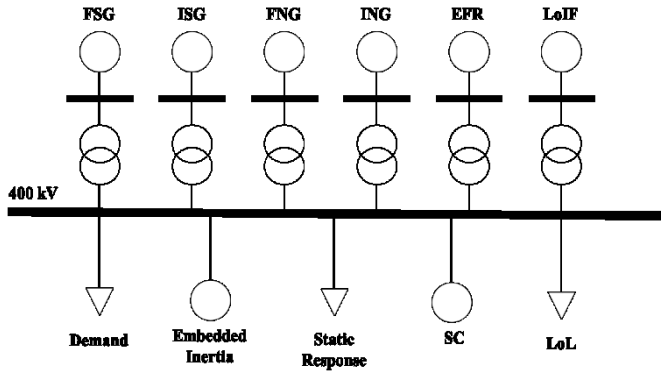 FSG
ISG
FNG
ING
EFR
LoIF
400 kV
Demand
Embedded
Inertia
Static
Response
SC
LoL